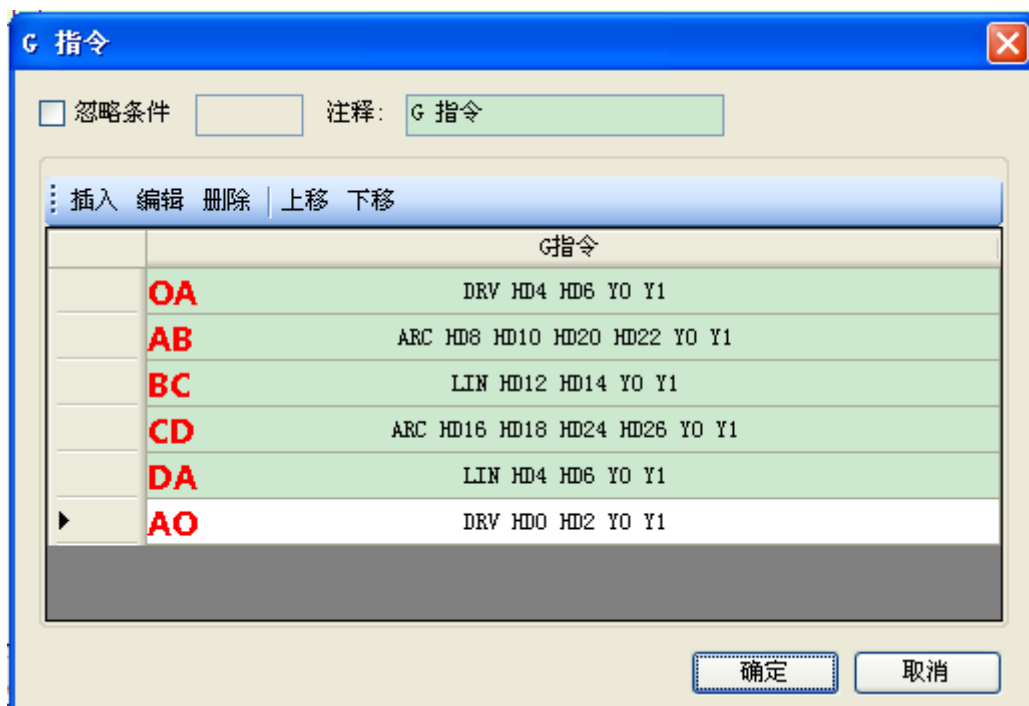 G 指令
忽略条件 注释: G 指令
插入 编辑 删除 上移 下移
G指令
OA DRV HD4 HD6 Y0 Y1
AB ARC HD8 HD10 HD20 HD22 Y0 Y1
BC LIN HD12 HD14 Y0 Y1
CD ARC HD16 HD18 HD24 HD26 Y0 Y1
DA LIN HD4 HD6 Y0 Y1
AO DRV HD0 HD2 Y0 Y1
确定 取消